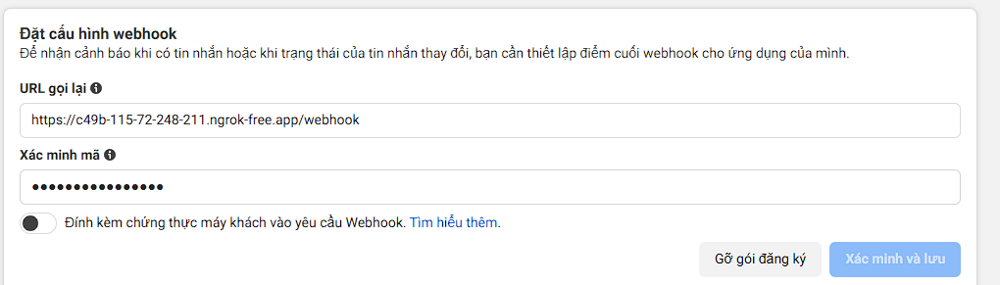 Đặt cấu hình webhook
Để nhận cảnh báo khi có tin nhắn hoặc khi trạng thái của tin nhắn thay đổi, bạn cần thiết lập điểm cuối webhook cho ứng dụng của mình.
URL gọi lại
https://c49b-115-72-248-211.ngrok-free.app/webhook
Xác minh mã
••••••••••••••••
Đính kèm chứng thực máy khách vào yêu cầu Webhook. Tìm hiểu thêm.
Gỡ gói đăng ký Xác minh và lưu